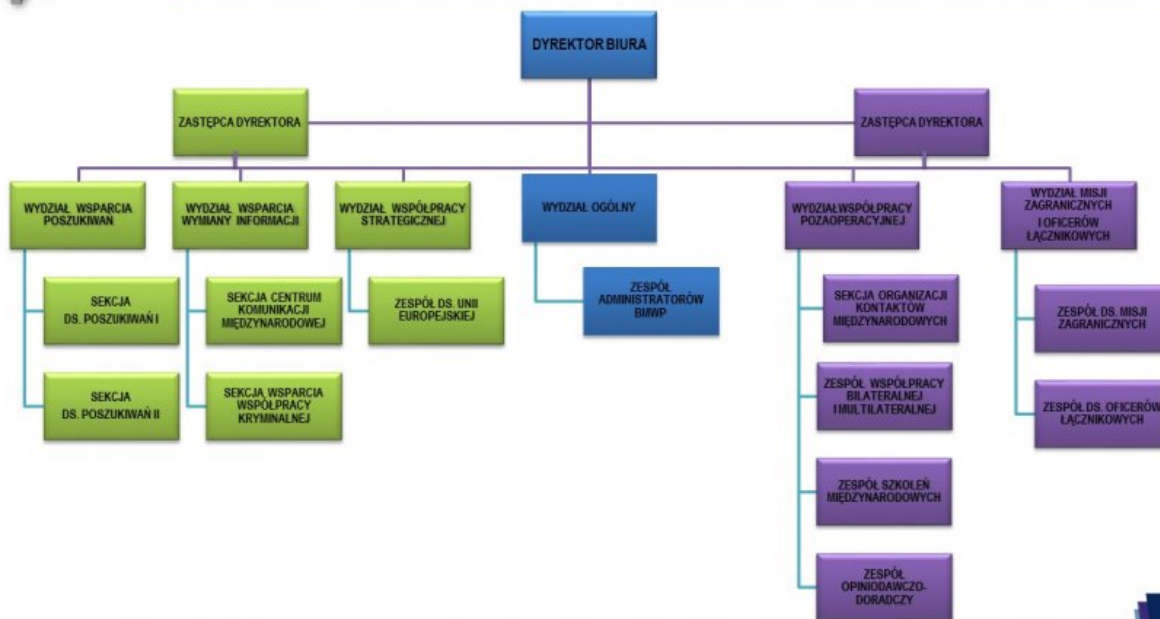 DYREKTOR BIURA
ZASTĘPCA DYREKTORA
ZASTĘPCA DYREKTORA
WYDZIAŁ WSPARCIA
POSZUKIWAŃ
WYDZIAŁ WSPARCIA
WYMIANY INFORMACJI
WYDZIAŁ WSPÓŁPRACY
STRATEGICZNEJ
WYDZIAŁ OGÓLNY
WYDZIAŁWSPÓŁPRACY
POZAOPERACYJNEJ
WYDZIAŁ MISJI
ZAGRANICZNYCH
I OFICERÓW
ŁĄCZNIKOWYCH
SEKCJA
DS. POSZUKIWAŃ I
SEKCJA
DS. POSZUKIWAŃ II
SEKCJA CENTRUM
KOMUNIKACJI
MIĘDZYNARODOWEJ
SEKCJA WSPARCIA
WSPÓŁPRACY
KRYMINALNEJ
ZESPÓŁ DS. UNII
EUROPEJSKIEJ
ZESPÓŁ
ADMINISTRATORÓW
BMWP
SEKCJA ORGANIZACJI
KONTAKTÓW
MIĘDZYNARODOWYCH
ZESPÓŁ WSPÓŁPRACY
BILATERALNEJ
I MULTILATERALNEJ
ZESPÓŁ SZKOLEŃ
MIĘDZYNARODOWYCH
ZESPÓŁ
OPINIODAWCZO-
DORADCZY
ZESPÓŁ DS. MISJI
ZAGRANICZNYCH
ZESPÓŁ DS. OFICERÓW
ŁĄCZNIKOWYCH